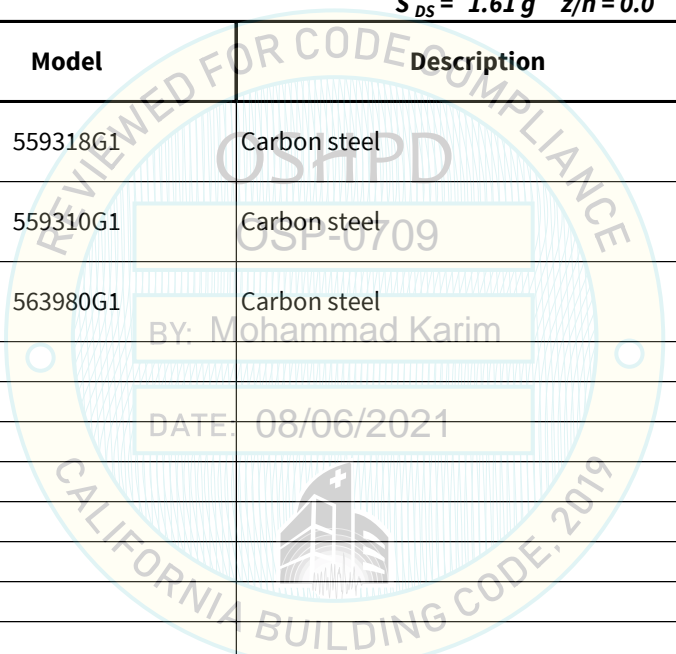 S DS = 1.61 g z/h = 0.0
Model Description
559318G1 Carbon steel
559310G1 Carbon steel
563980G1 Carbon steel
REVIEWED FOR CODE COMPLIANCE
OSHPD
OSP-0709
BY: Mohammad Karim
DATE: 08/06/2021
CALIFORNIA BUILDING CODE, 2019